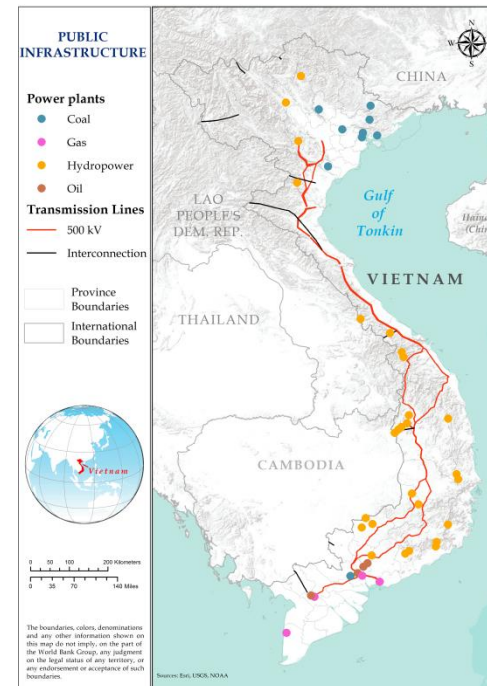 PUBLIC
INFRASTRUCTURE
Power plants
Coal
Gas
Hydropower
Oil
Transmission Lines
500 kV
Interconnection
Province
Boundaries
International
Boundaries
Vietnam
0 50 100 200 Kilometers
0 35 70 140 Miles
The boundaries, colors, denominations
and any other information shown on
this map do not imply, on the part of
the World Bank Group, any judgment
on the legal status of any territory, or
any endorsement or acceptance of such
boundaries.
N
W E
S
CHINA
LAO
PEOPLE'S
DEM. REP.
Gulf
of
Tonkin
Haina
(Chin
VIETNAM
THAILAND
CAMBODIA
Sources: Esri, USGS, NOAA